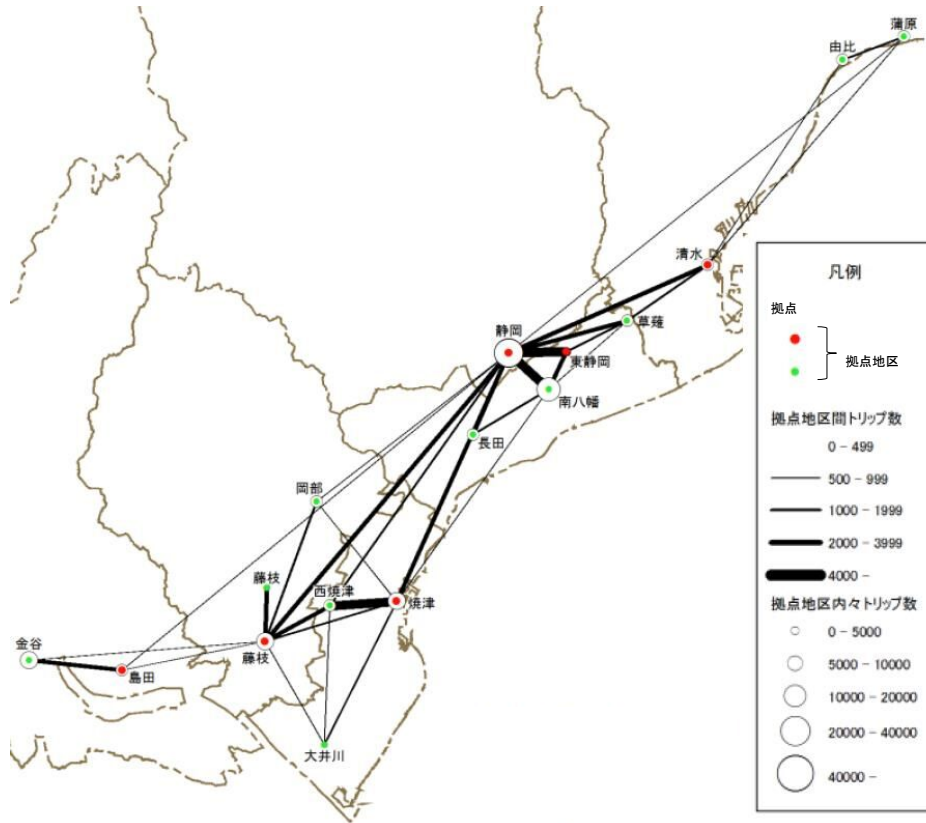 蒲原
由比
清水
草薙
静岡
東静岡
南八幡
長田
岡部
藤枝
西焼津
焼津
金谷
藤枝
島田
大井川
凡例
拠点
拠点地区
拠点地区間トリップ数
0 - 499
500 - 999
1000 - 1999
2000 - 3999
4000 -
拠点地区内々トリップ数
0 - 5000
5000 - 10000
10000 - 20000
20000 - 40000
40000 -